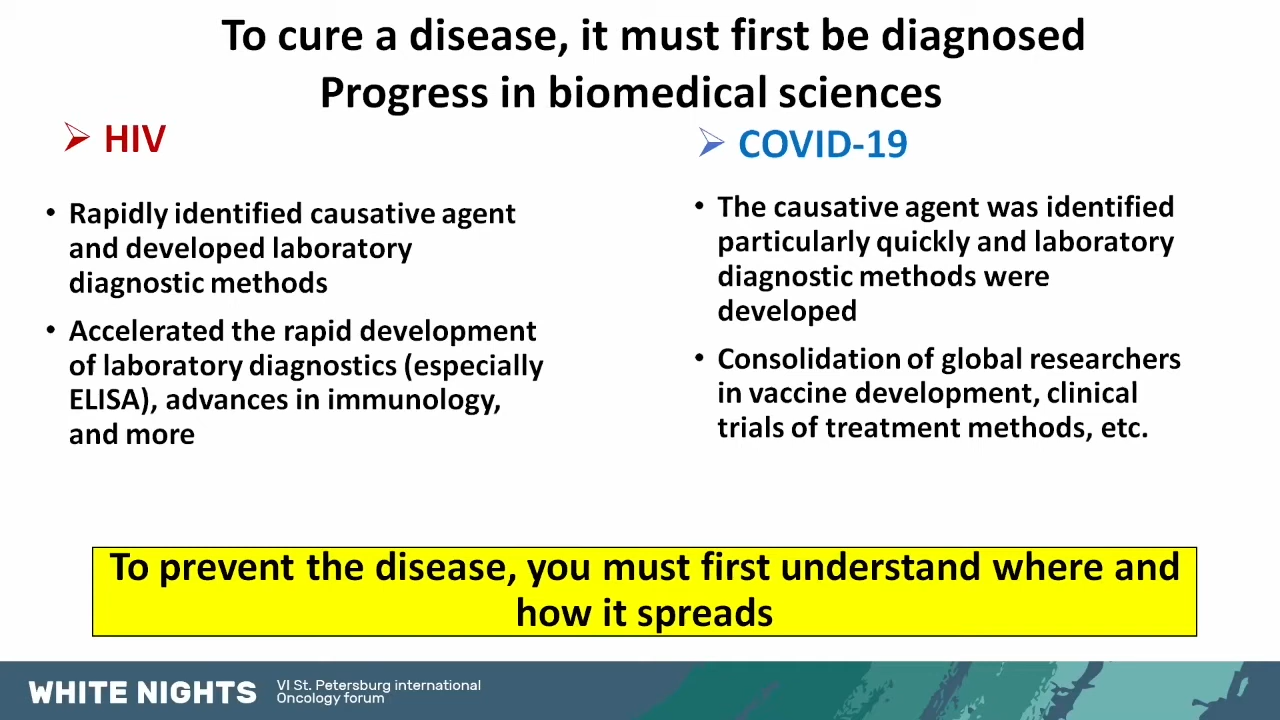 To cure a disease, it must first be diagnosed
Progress in biomedical sciences
➢ HIV
• Rapidly identified causative agent
and developed laboratory
diagnostic methods
• Accelerated the rapid development
of laboratory diagnostics (especially
ELISA), advances in immunology,
and more
➢ COVID-19
• The causative agent was identified
particularly quickly and laboratory
diagnostic methods were
developed
• Consolidation of global researchers
in vaccine development, clinical
trials of treatment methods, etc.
To prevent the disease, you must first understand where and
how it spreads
WHITE NIGHTS
VI St. Petersburg international
Oncology forum